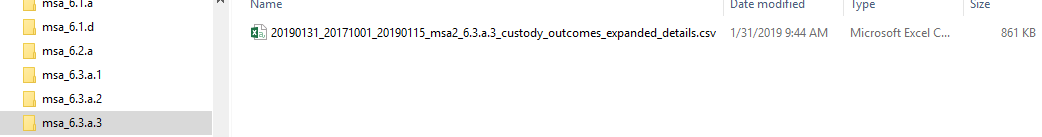 msa_6.1.a
msa_6.1.d
msa_6.2.a
msa_6.3.a.1
msa_6.3.a.2
msa_6.3.a.3
Name Date modified Type Size
20190131_20171001_20190115_msa2_6.3.a.3_custody_outcomes_expanded_details.csv 1/31/2019 9:44 AM Microsoft Excel C... 861 KB